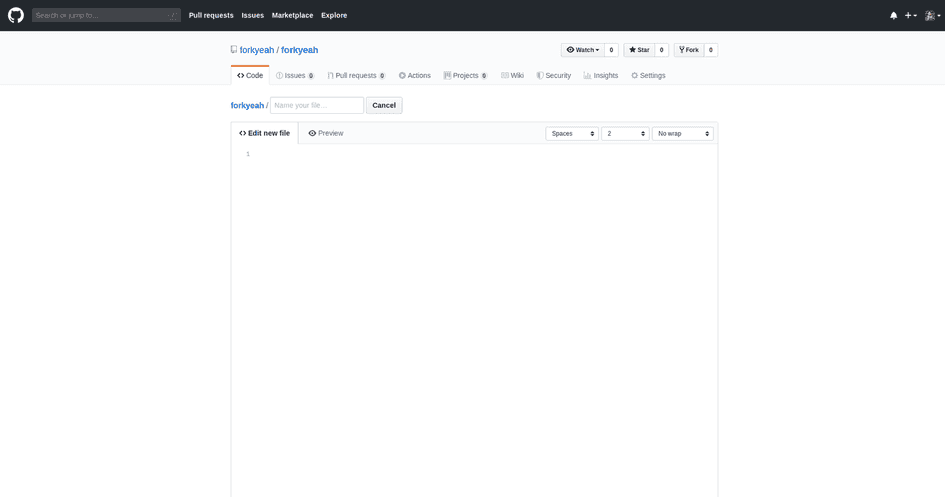 Search or jump to... /
Pull requests Issues Marketplace Explore
forkyeah / forkyeah
Watch 0 Star 0 Fork 0
Code Issues 0 Pull requests 0 Actions Projects 0 Wiki Security Insights Settings
forkyeah / Name your file... Cancel
Edit new file Preview Spaces 2 No wrap
1